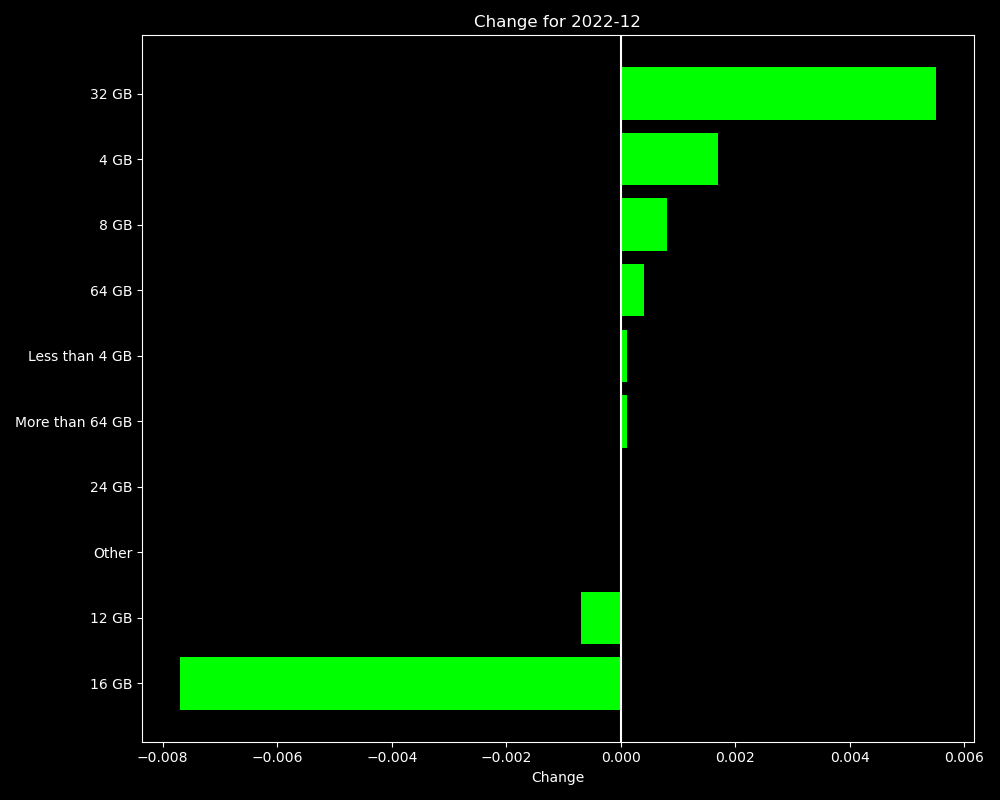 Change for 2022-12
32 GB
4 GB
8 GB
64 GB
Less than 4 GB
More than 64 GB
24 GB
Other
12 GB
16 GB
−0.008 −0.006 −0.004 −0.002 0.000 0.002 0.004 0.006
Change